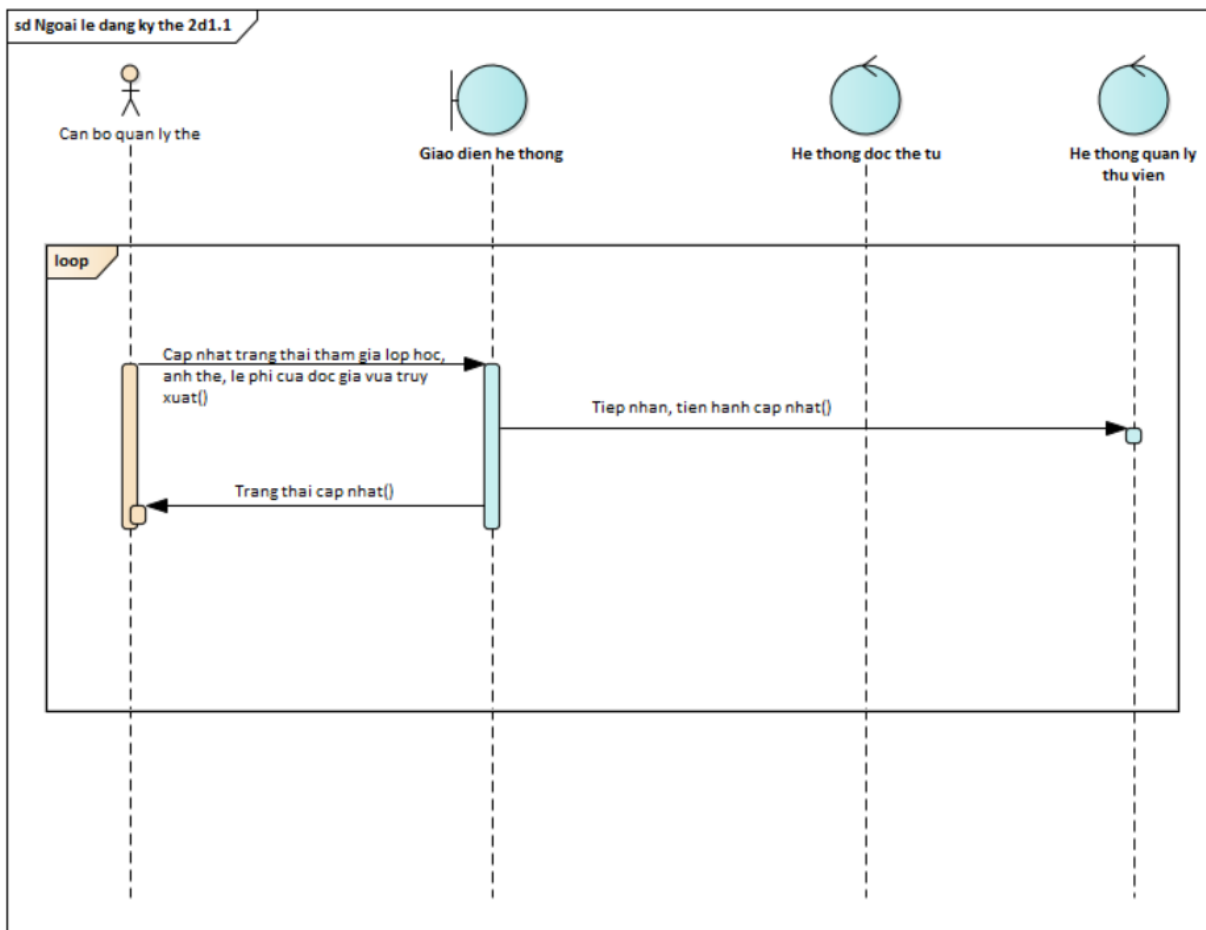 sd Ngoai le dang ky the 2d1.1
Can bo quan ly the
Giao dien he thong
He thong doc the tu
He thong quan ly
thu vien
loop
Cap nhat trang thai tham gia lop hoc,
anh the, le phi cua doc gia vua truy
xuat()
Tiep nhan, tien hanh cap nhat()
Trang thai cap nhat()